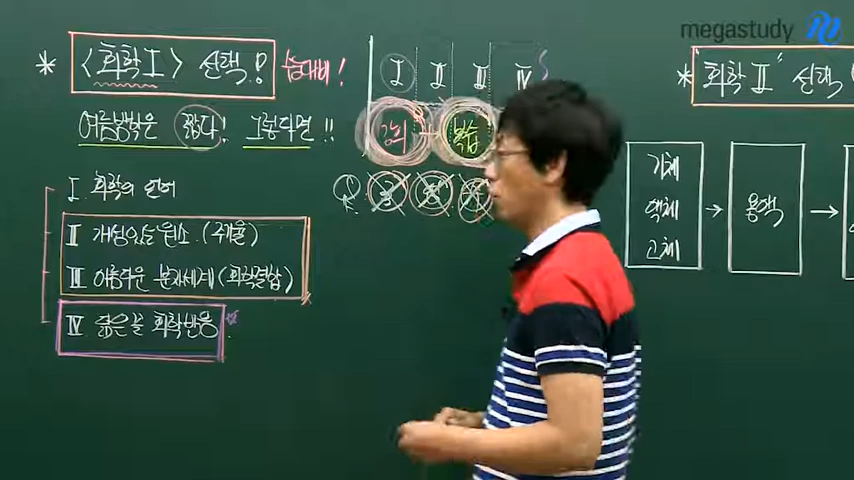 megastudy
* <화학 I> 선택.!
여름방학은 짧다! 그렇다면!!
I. 화학의 언어
II 개성있는 원소. (주기율)
III 아름다운 분자세계 (화학결합)
IV 닮은 꼴 화학반응.
I II III IV
강의 복습
* 화학 II 선택
기체
액체
고체
용액